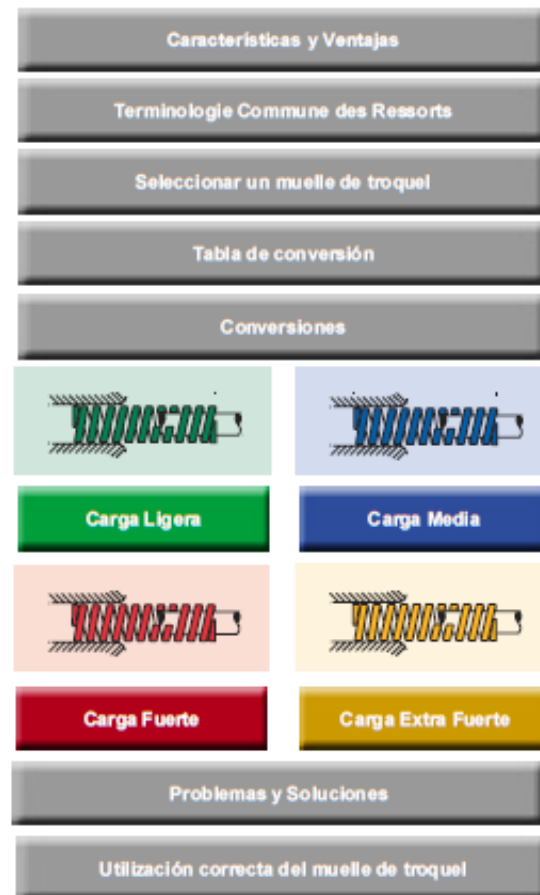 Características y Ventajas
Terminologie Commune des Ressorts
Seleccionar un muelle de troquel
Tabla de conversión
Conversiones
Carga Ligera
Carga Media
Carga Fuerte
Carga Extra Fuerte
Problemas y Soluciones
Utilización correcta del muelle de troquel